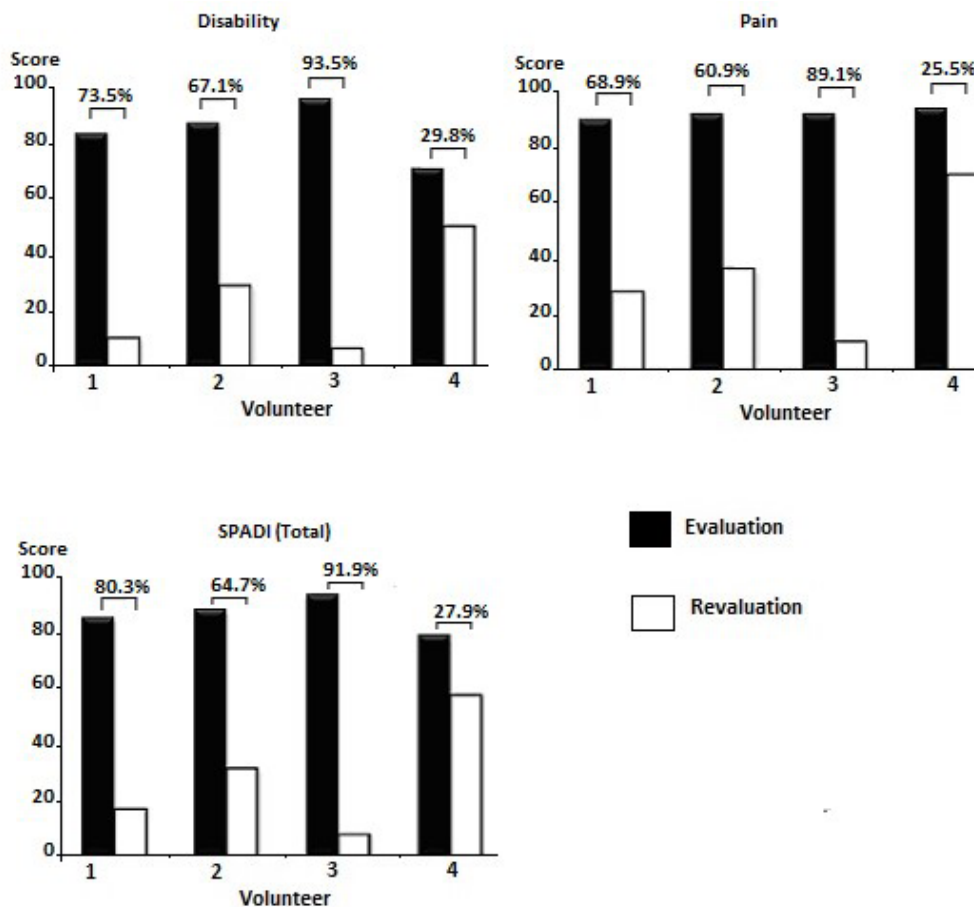 Disability
Score
100
80
60
40
20
0
73.5%
67.1%
93.5%
29.8%
1 2 3 4
Volunteer
Pain
Score
100
80
60
40
20
0
68.9%
60.9%
89.1%
25.5%
1 2 3 4
Volunteer
SPADI (Total)
Score
100
80
60
40
20
0
80.3%
64.7%
91.9%
27.9%
1 2 3 4
Volunteer
Evaluation
Revaluation